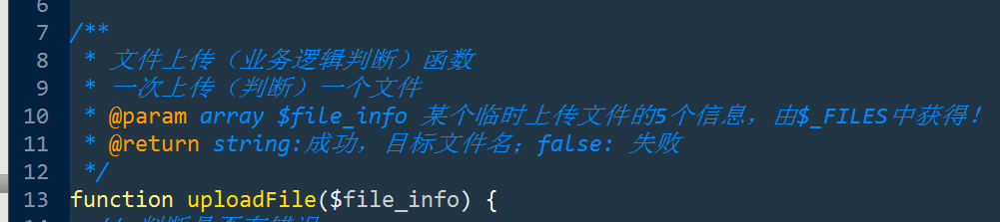 6
7 /**
8 * 文件上传（业务逻辑判断）函数
9 * 一次上传（判断）一个文件
10 * @param array $file_info 某个临时上传文件的5个信息，由$_FILES中获得！
11 * @return string:成功，目标文件名；false: 失败
12 */
13 function uploadFile($file_info) {